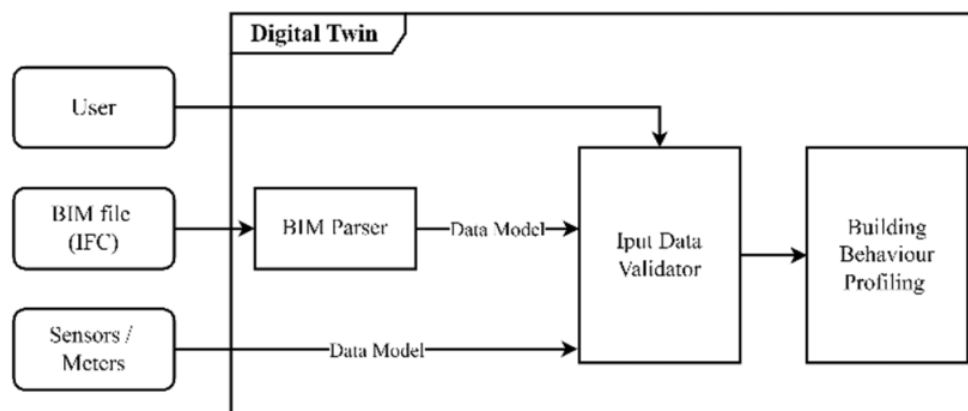 Digital Twin
User
BIM file
(IFC)
BIM Parser
Data Model
Iput Data
Validator
Building
Behaviour
Profiling
Sensors /
Meters
Data Model